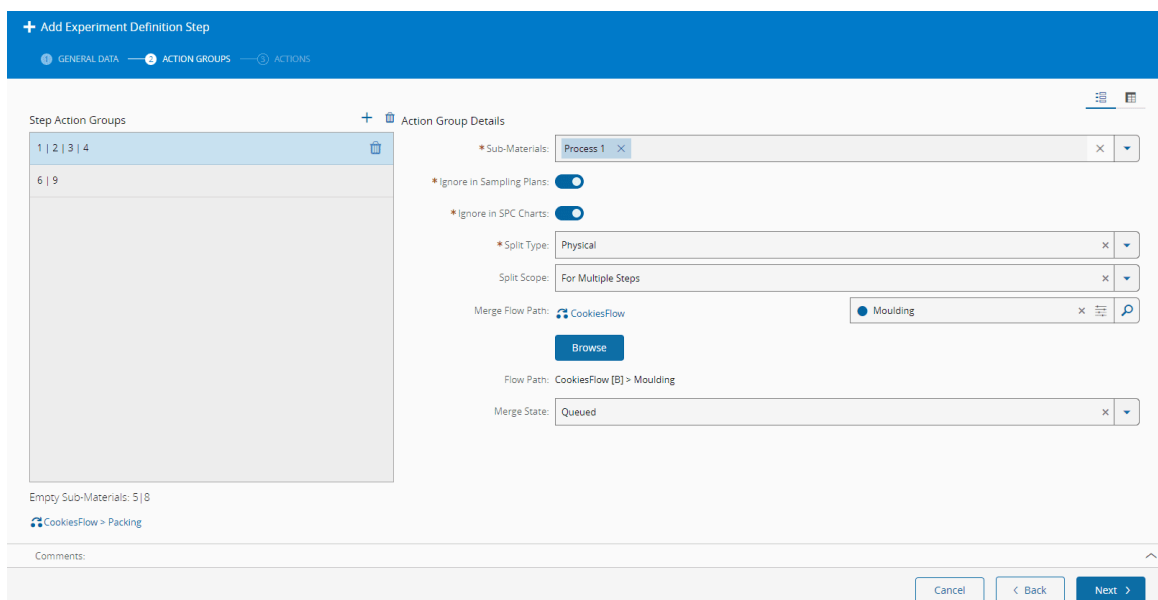 + Add Experiment Definition Step
1 GENERAL DATA 2 ACTION GROUPS 3 ACTIONS
Step Action Groups
1 | 2 | 3 | 4
6 | 9
Empty Sub-Materials: 5|8
CookiesFlow > Packing
Action Group Details
* Sub-Materials: Process 1 ×
* Ignore in Sampling Plans:
* Ignore in SPC Charts:
* Split Type: Physical
Split Scope: For Multiple Steps
Merge Flow Path: CookiesFlow Moulding
Browse
Flow Path: CookiesFlow [B] > Moulding
Merge State: Queued
Comments:
Cancel < Back Next >